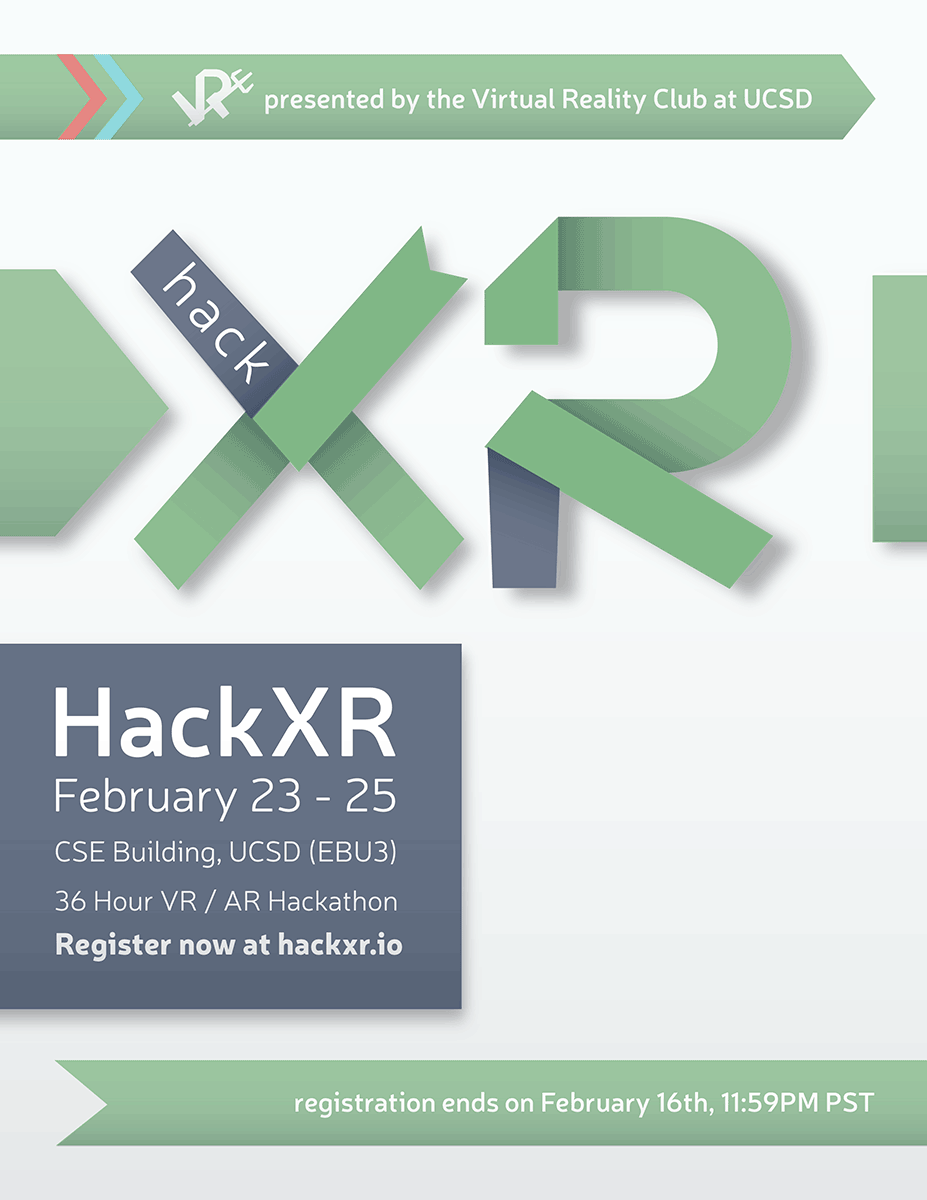 VR presented by the Virtual Reality Club at UCSD
hack
XR
HackXR
February 23 - 25
CSE Building, UCSD (EBU3)
36 Hour VR / AR Hackathon
Register now at hackxr.io
registration ends on February 16th, 11:59PM PST